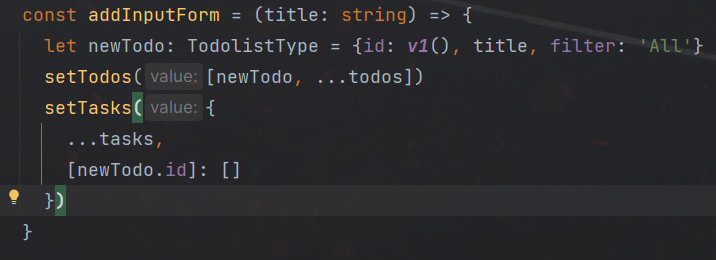 const addInputForm = (title: string) => {
let newTodo: TodolistType = {id: v1(), title, filter: 'All'}
setTodos( value: [newTodo, ...todos])
setTasks( value: {
...tasks,
[newTodo.id]: []
})
}